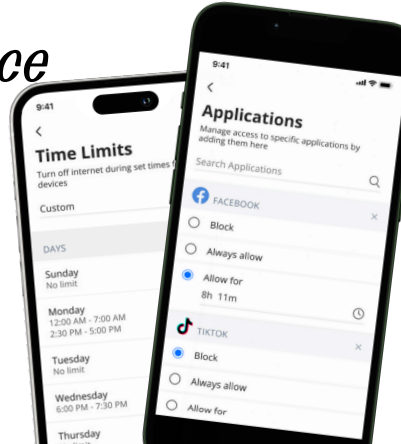 ce
9:41
Time Limits
Turn off internet during set times
devices
Custom
DAYS
Sunday
No limit
Monday
12:00 AM - 7:00 AM
2:30 PM - 5:00 PM
Tuesday
No limit
Wednesday
6:00 PM - 7:30 PM
Thursday
9:41
Applications
Manage access to specific applications by
adding them here
Search Applications
FACEBOOK
Block
Always allow
Allow for
8h 11m
TIKTOK
Block
Always allow
Allow for